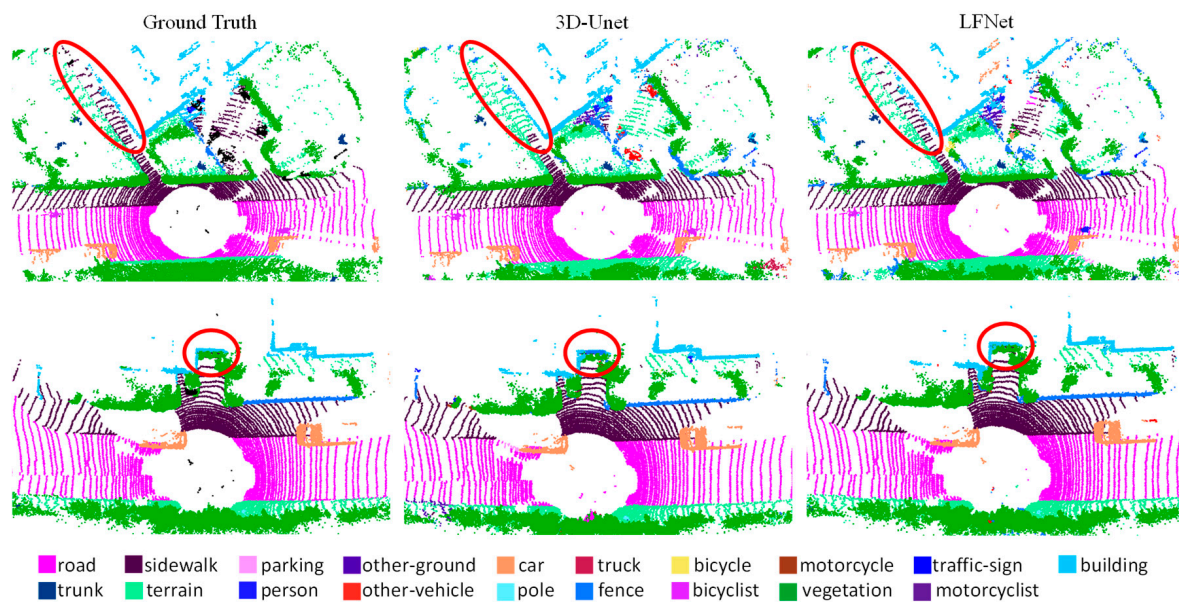 Ground Truth 3D-Unet LFNet
road sidewalk parking other-ground car truck bicycle motorcycle traffic-sign building
trunk terrain person other-vehicle pole fence bicyclist vegetation motorcyclist